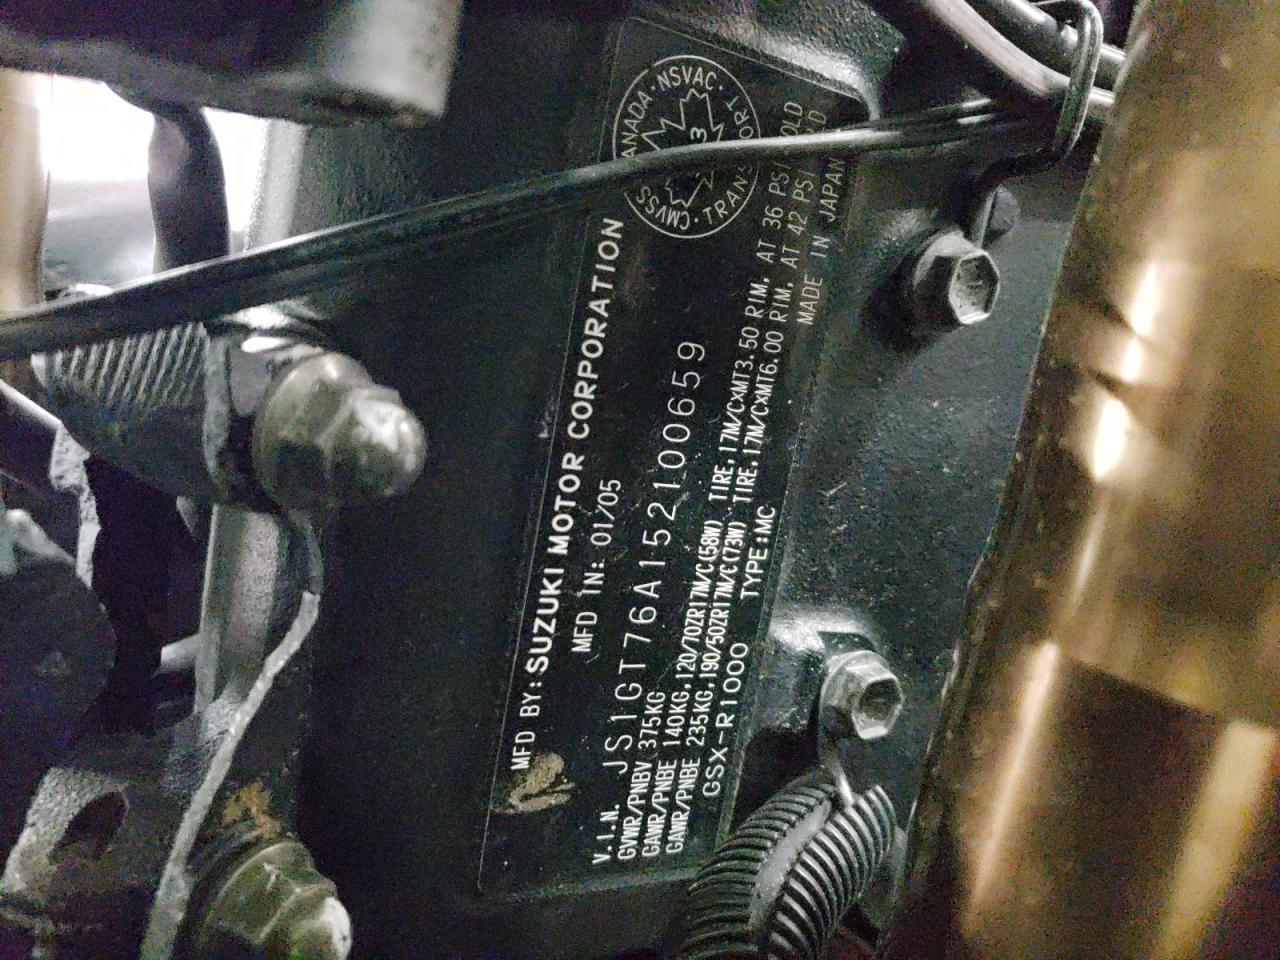 CANADA · NSVAC ·
TRANSPORT · CMVSS
MFD BY: SUZUKI MOTOR CORPORATION
MFD IN: 01/05
V.I.N. JS1GT76A152100659
GVWR/PNBV 375KG
GAWR/PNBE 140KG, 120/70ZR17M/C(58W) TIRE, 17M/CXMT3.50 RIM, AT 36 PSI COLD
GAWR/PNBE 235KG, 190/50ZR17M/C(73W) TIRE, 17M/CXMT6.00 RIM, AT 42 PSI
GSX-R1000 TYPE:MC MADE IN JAPAN